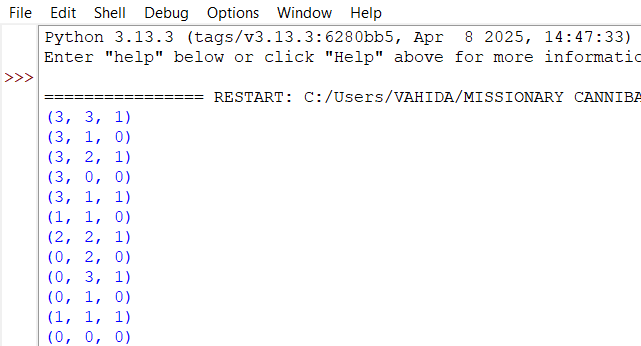 File Edit Shell Debug Options Window Help
Python 3.13.3 (tags/v3.13.3:6280bb5, Apr  8 2025, 14:47:33)
Enter "help" below or click "Help" above for more
>>>
================ RESTART: C:/Users/VAHIDA/MISSIONARY
(3, 3, 1)
(3, 1, 0)
(3, 2, 1)
(3, 0, 0)
(3, 1, 1)
(1, 1, 0)
(2, 2, 1)
(0, 2, 0)
(0, 3, 1)
(0, 1, 0)
(1, 1, 1)
(0, 0, 0)